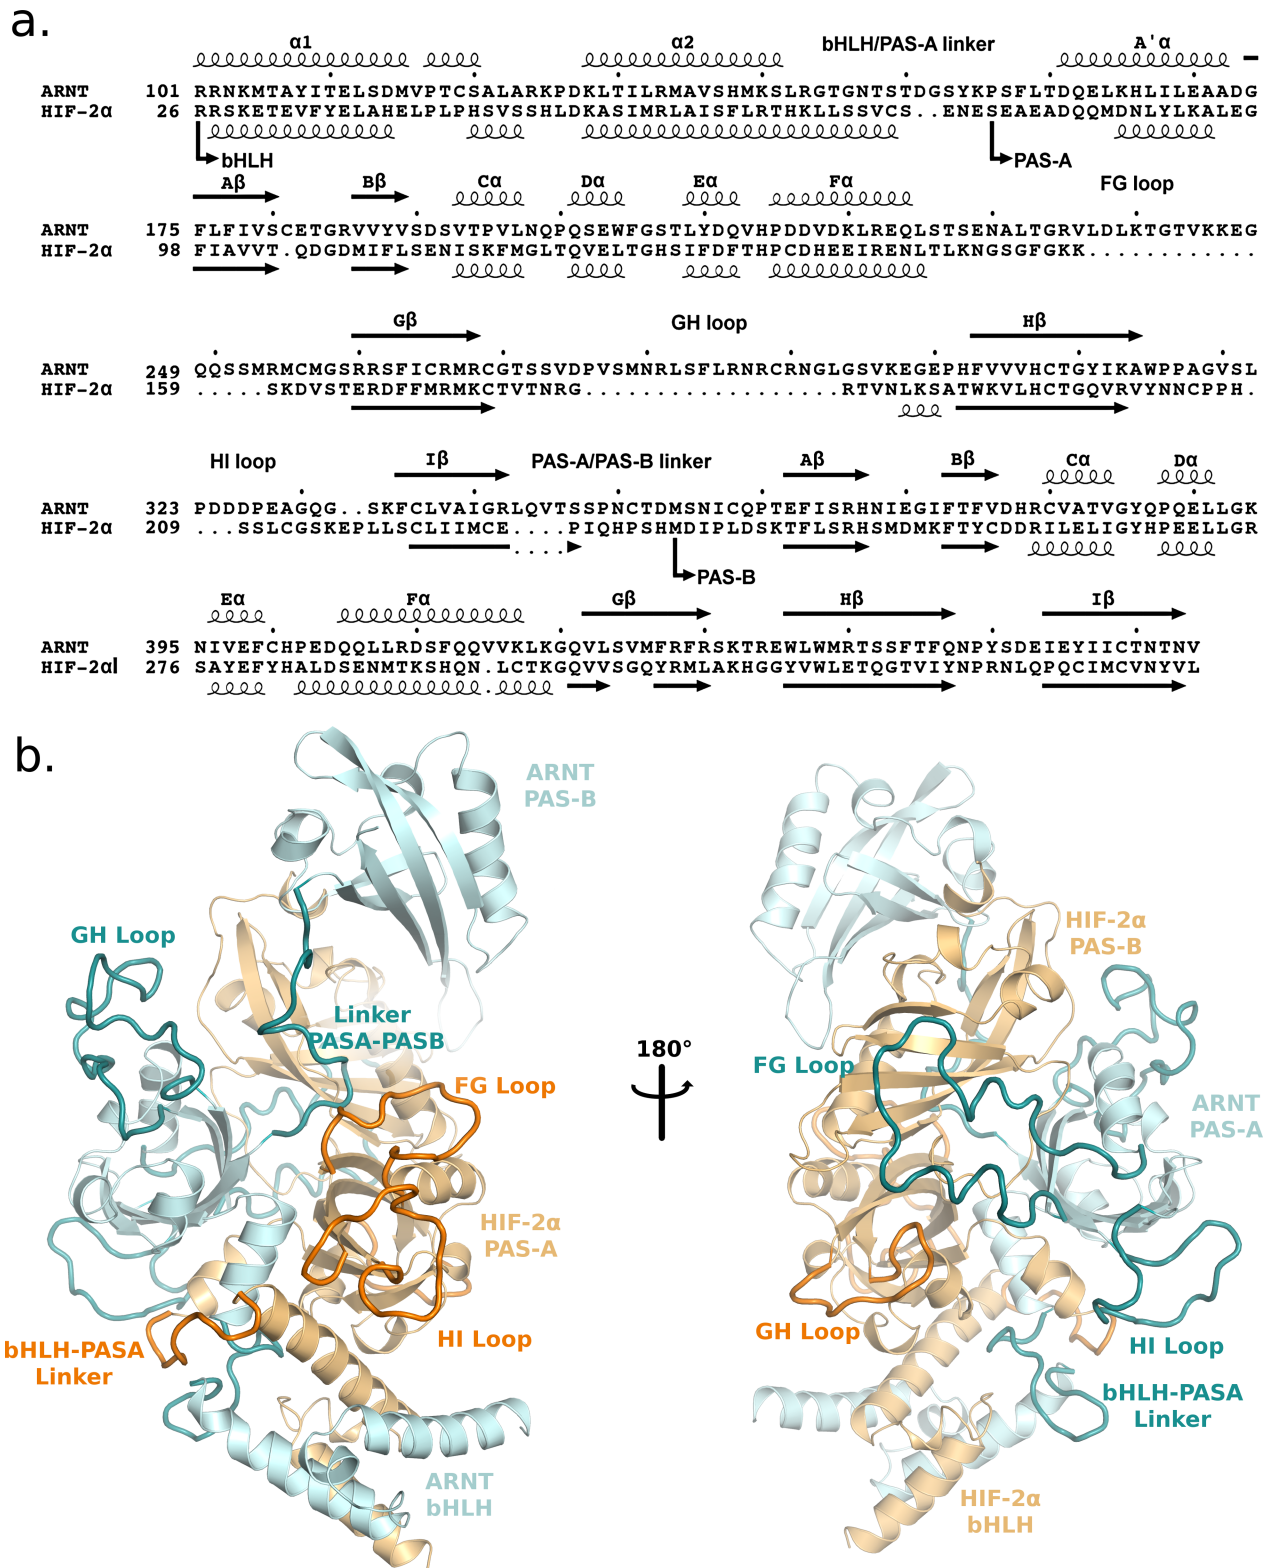 a.
α1 α2 bHLH/PAS-A linker A'α
ARNT 101 RRNKMTAYITELSDMVPTCSALARKPDKLTILRMAVSHMKSLRGTGNTSTDGSYKPSFLTDQELKHLILEAADG
HIF-2α 26 RRSKETEVFYELAHELPLPHSVSSHLDKASIMRLAISFLRTHKLLSSVCS..ENESEAEADQQMDNLYLKALEG
bHLH PAS-A
Aβ Bβ Cα Dα Eα Fα FG loop
ARNT 175 FLFIVSCETGRVVYVSDSVTPVLNQPQSEWFGSTLYDQVHPDDVDKLREQLSTSENALTGRVLDLKTGTVKKEG
HIF-2α 98 FIAVVT.QDGDMIFLSENISKFMGLTQVELTGHSIFDFTHPCDHEEIRENLTLKNGSGFGKK............
Gβ GH loop Hβ
ARNT 249 QQSSMRMCMGSRRSFICRMRCGTSSVDPVSMNRLSFLRNRCRNGLGSVKEGEPHFVVVHCTGYIKAWPPAGVSL
HIF-2α 159 .....SKDVSTERDFFMRMKCTVTNRG..................RTVNLKSATWKVLHCTGQVRVYNNCPPH.
HI loop Iβ PAS-A/PAS-B linker Aβ Bβ Cα Dα
ARNT 323 PDDDPEAGQG..SKFCLVAIGRLQVTSSPNCTDMSNICQPTEFISRHNIEGIFTFVDHRCVATVGYQPQELLGK
HIF-2α 209 ...SSLCGSKEPLLSCLIIMCE....PIQHPSHMDIPLDSKTFLSRHSMDMKFTYCDDRILELIGYHPEELLGR
....
PAS-B
Eα Fα Gβ Hβ Iβ
ARNT 395 NIVEFCHPEDQQLLRDSFQQVVKLKGQVLSVMFRFRSKTREWLWMRTSSFTFQNPYSDEIEYIICTNTNV
HIF-2αl 276 SAYEFYHALDSENMTKSHQN.LCTKGQVVSGQYRMLAKHGGYVWLETQGTVIYNPRNLQPQCIMCVNYVL
.
b.
ARNT
PAS-B
GH Loop
Linker
PASA-PASB
FG Loop
HIF-2α
PAS-A
HI Loop
bHLH-PASA
Linker
ARNT
bHLH
180°
HIF-2α
PAS-B
FG Loop
ARNT
PAS-A
GH Loop
HI Loop
bHLH-PASA
Linker
HIF-2α
bHLH